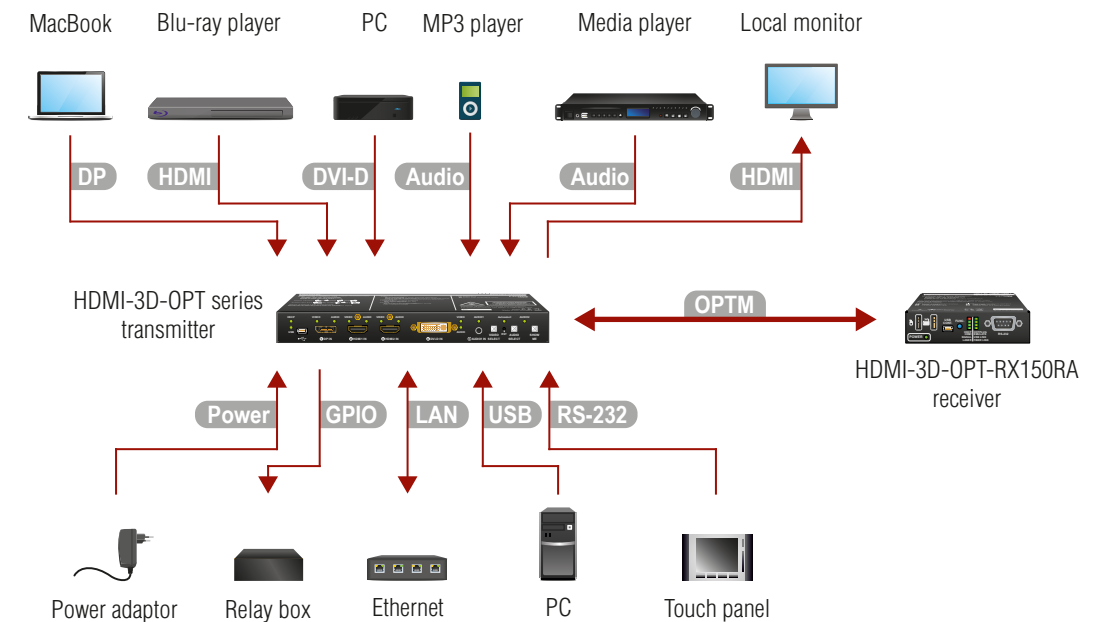 MacBook
Blu-ray player
PC
MP3 player
Media player
Local monitor
DP
HDMI
DVI-D
Audio
Audio
HDMI
HDMI-3D-OPT series
transmitter
OPTM
HDMI-3D-OPT-RX150RA
receiver
Power
GPIO
LAN
USB
RS-232
Power adaptor
Relay box
Ethernet
PC
Touch panel